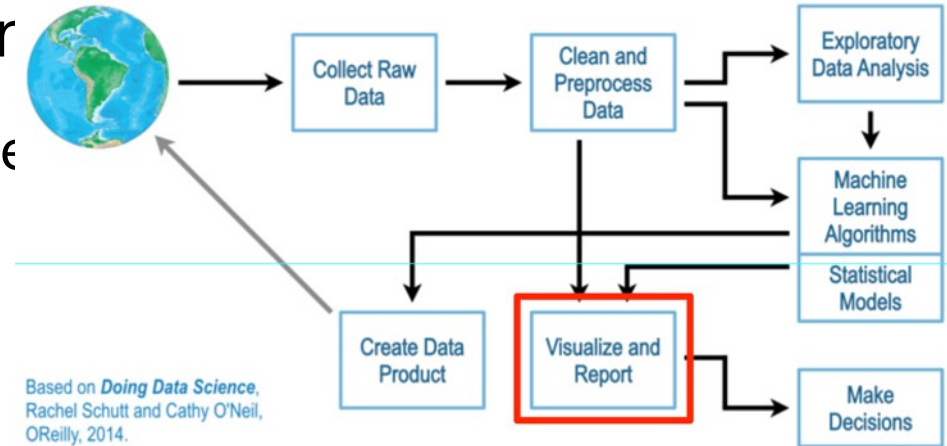 r
e
Collect Raw
Data
Clean and
Preprocess
Data
Exploratory
Data Analysis
Machine
Learning
Algorithms
Statistical
Models
Create Data
Product
Visualize and
Report
Make
Decisions
Based on Doing Data Science,
Rachel Schutt and Cathy O'Neil,
OReilly, 2014.